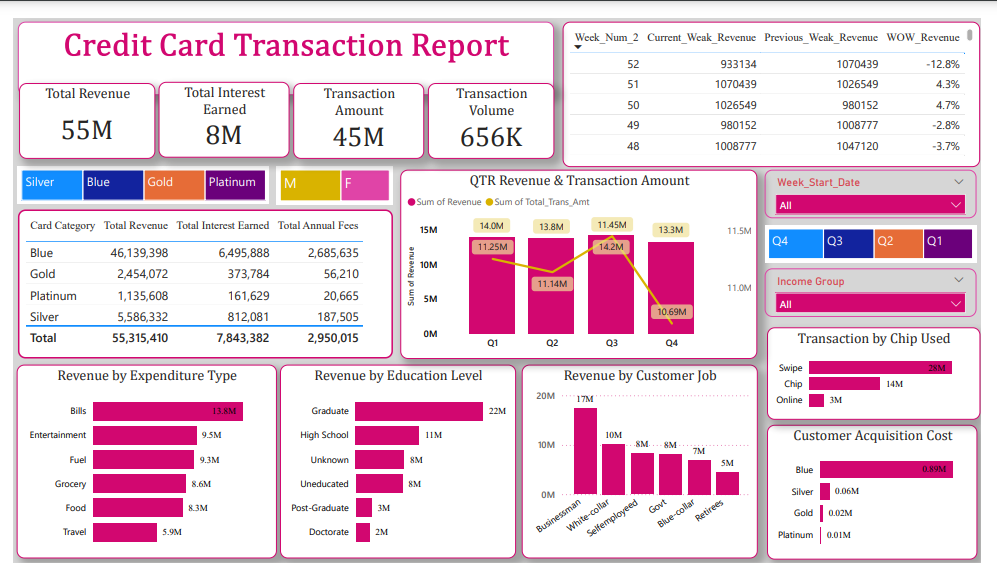 Credit Card Transaction Report
Total Revenue
55M
Total Interest
Earned
8M
Transaction
Amount
45M
Transaction
Volume
656K
Week_Num_2 Current_Weak_Revenue Previous_Weak_Revenue WOW_Revenue
52 933134 1070439 -12.8%
51 1070439 1026549 4.3%
50 1026549 980152 4.7%
49 980152 1008777 -2.8%
48 1008777 1047120 -3.7%
Silver Blue Gold Platinum
M F
Card Category Total Revenue Total Interest Earned Total Annual Fees
Blue 46,139,398 6,495,888 2,685,635
Gold 2,454,072 373,784 56,210
Platinum 1,135,608 161,629 20,665
Silver 5,586,332 812,081 187,505
Total 55,315,410 7,843,382 2,950,015
QTR Revenue & Transaction Amount
Sum of Revenue Sum of Total_Trans_Amt
Sum of Revenue
15M
10M
5M
0M
11.5M
11.0M
14.0M 13.8M 11.45M 13.3M
11.25M 11.14M 14.2M 10.69M
Q1 Q2 Q3 Q4
Week_Start_Date
All
Q4 Q3 Q2 Q1
Income Group
All
Transaction by Chip Used
Swipe 28M
Chip 14M
Online 3M
Revenue by Expenditure Type
Bills 13.8M
Entertainment 9.5M
Fuel 9.3M
Grocery 8.6M
Food 8.3M
Travel 5.9M
Revenue by Education Level
Graduate 22M
High School 11M
Unknown 8M
Uneducated 8M
Post-Graduate 3M
Doctorate 2M
Revenue by Customer Job
20M
10M
0M
17M 10M 8M 8M 7M 5M
Businessman White-collar Selfemployeed Govt Blue-collar Retirees
Customer Acquisition Cost
Blue 0.89M
Silver 0.06M
Gold 0.02M
Platinum 0.01M